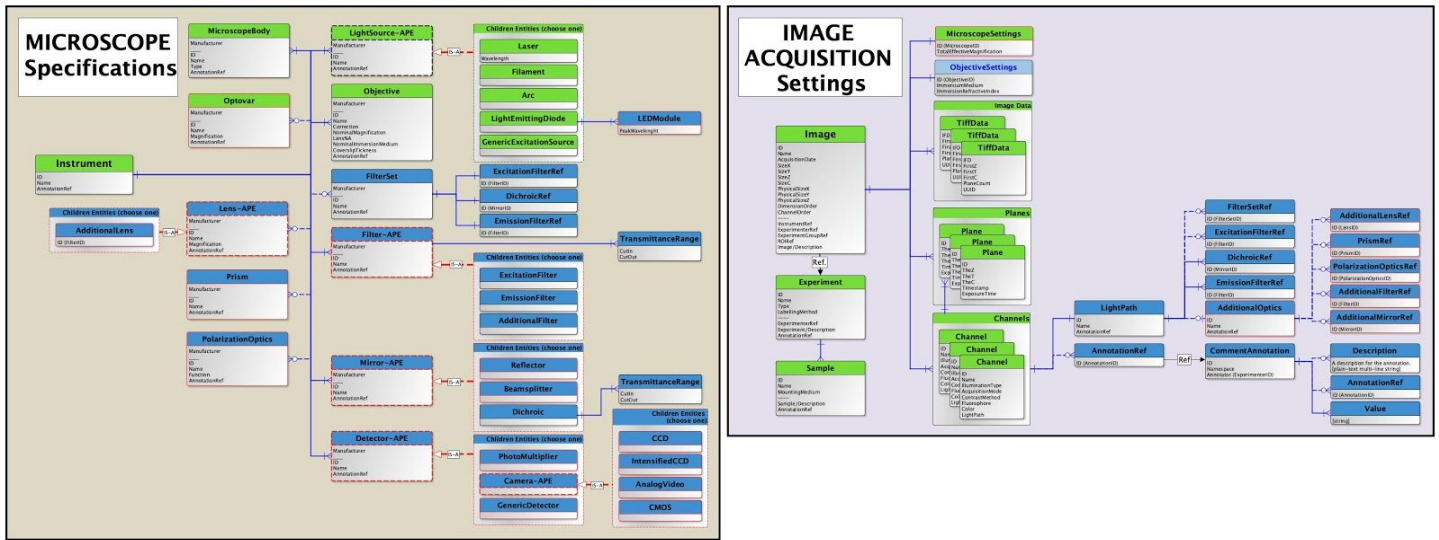 MICROSCOPE
Specifications
MicroscopeBody
Manufacturer
ID
Name
Type
AnnotationRef
Optovar
Manufacturer
ID
Name
Magnification
AnnotationRef
Instrument
ID
Name
AnnotationRef
Children Entities (choose one)
AdditionalLens
ID (FilterID)
IS-A
Lens-APE
Manufacturer
ID
Name
Magnification
AnnotationRef
Prism
Manufacturer
ID
Name
AnnotationRef
PolarizationOptics
Manufacturer
ID
Name
Function
AnnotationRef
LightSource-APE
Manufacturer
ID
Name
AnnotationRef
IS-A
Objective
Manufacturer
ID
Name
Correction
NominalMagnification
LensNA
NominalImmersionMedium
CoverslipTickness
AnnotationRef
FilterSet
Manufacturer
ID
Name
AnnotationRef
Filter-APE
Manufacturer
ID
Name
AnnotationRef
IS-A
Mirror-APE
Manufacturer
ID
Name
AnnotationRef
IS-A
Detector-APE
Manufacturer
ID
Name
AnnotationRef
IS-A
Children Entities (choose one)
Laser
Wavelength
Filament
Arc
LightEmittingDiode
GenericExcitationSource
LEDModule
PeakWavelenght
ExcitationFilterRef
ID (FilterID)
DichroicRef
ID (MirrorID)
EmissionFilterRef
ID (FilterID)
TransmittanceRange
CutIn
CutOut
Children Entities (choose one)
ExcitationFilter
EmissionFilter
AdditionalFilter
Children Entities (choose one)
Reflector
Beamsplitter
Dichroic
TransmittanceRange
CutIn
CutOut
Children Entities (choose one)
PhotoMultiplier
Camera-APE
GenericDetector
IS-A
Children Entities
(choose one)
CCD
IntensifiedCCD
AnalogVideo
CMOS
IMAGE
ACQUISITION
Settings
Image
ID
Name
AcquisitionDate
SizeX
SizeY
SizeZ
SizeC
PhysicalSizeX
PhysicalSizeY
PhysicalSizeZ
DimensionOrder
ChannelOrder
InstrumentRef
ExperimenterRef
ExperimentRef
ExperimenterGroupRef
ROIRef
Image/Description
Ref.
Experiment
ID
Name
Type
LabellingMethod
ExperimenterRef
Experiment/Description
AnnotationRef
Sample
ID
Name
MountingMedium
Sample/Description
AnnotationRef
MicroscopeSettings
ID (MicroscopeID)
TotalEffectiveMagnification
ObjectiveSettings
ID (ObjectiveID)
ImmersiumMedium
ImmersionRefractiveIndex
Image Data
TiffData
TiffData
TiffData
IFD
FirstZ
FirstT
FirstC
PlaneCount
UUID
Planes
Plane
Plane
Plane
ID
TheZ
TheT
TheC
Timestamp
ExposureTime
Channels
Channel
Channel
Channel
ID
Name
IlluminationType
AcquisitionMode
ContrastMethod
Fluorophore
Color
LightPath
LightPath
ID
Name
AnnotationRef
AnnotationRef
ID (AnnotationID)
Ref
FilterSetRef
ID (FilterSetID)
ExcitationFilterRef
ID (FilterID)
DichroicRef
ID (MirrorID)
EmissionFilterRef
ID (FilterID)
AdditionalOptics
ID
Name
AnnotationRef
CommentAnnotation
ID
Namespace
Annotator (ExperimenterID)
AdditionalLensRef
ID (LensID)
PrismRef
ID (PrismID)
PolarizationOpticsRef
ID (PolarizationOpticsID)
AdditionalFilterRef
ID (FilterID)
AdditionalMirrorRef
ID (MirrorID)
Description
A description for the annotation.
[plain-text multi-line string]
AnnotationRef
ID (AnnotationID)
Value
[string]